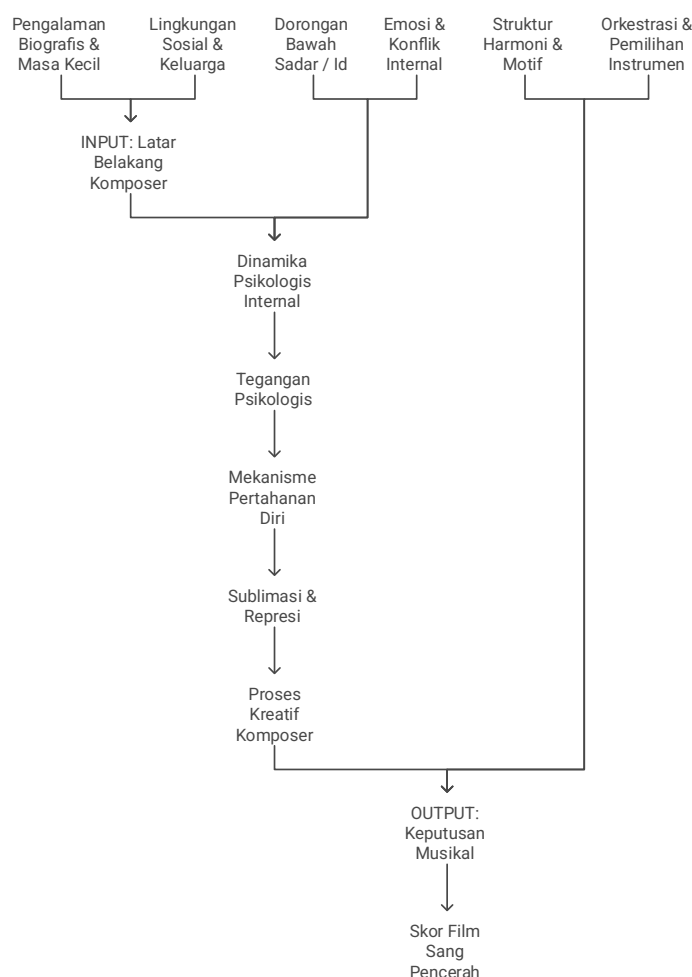 Pengalaman
Biografis &
Masa Kecil
Lingkungan
Sosial &
Keluarga
Dorongan
Bawah
Sadar / Id
Emosi &
Konflik
Internal
Struktur
Harmoni &
Motif
Orkestrasi &
Pemilihan
Instrumen
INPUT: Latar
Belakang
Komposer
Dinamika
Psikologis
Internal
Tegangan
Psikologis
Mekanisme
Pertahanan
Diri
Sublimasi &
Represi
Proses
Kreatif
Komposer
OUTPUT:
Keputusan
Musikal
Skor Film
Sang
Pencerah